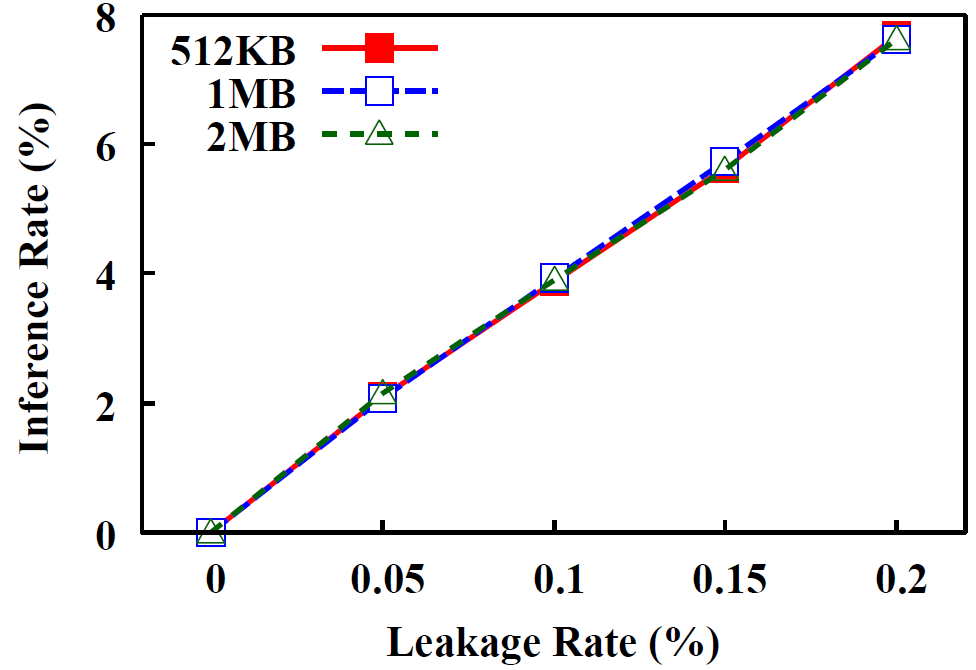 8
512KB
1MB
2MB
6
4
2
0
Inference Rate (%)
0 0.05 0.1 0.15 0.2
Leakage Rate (%)